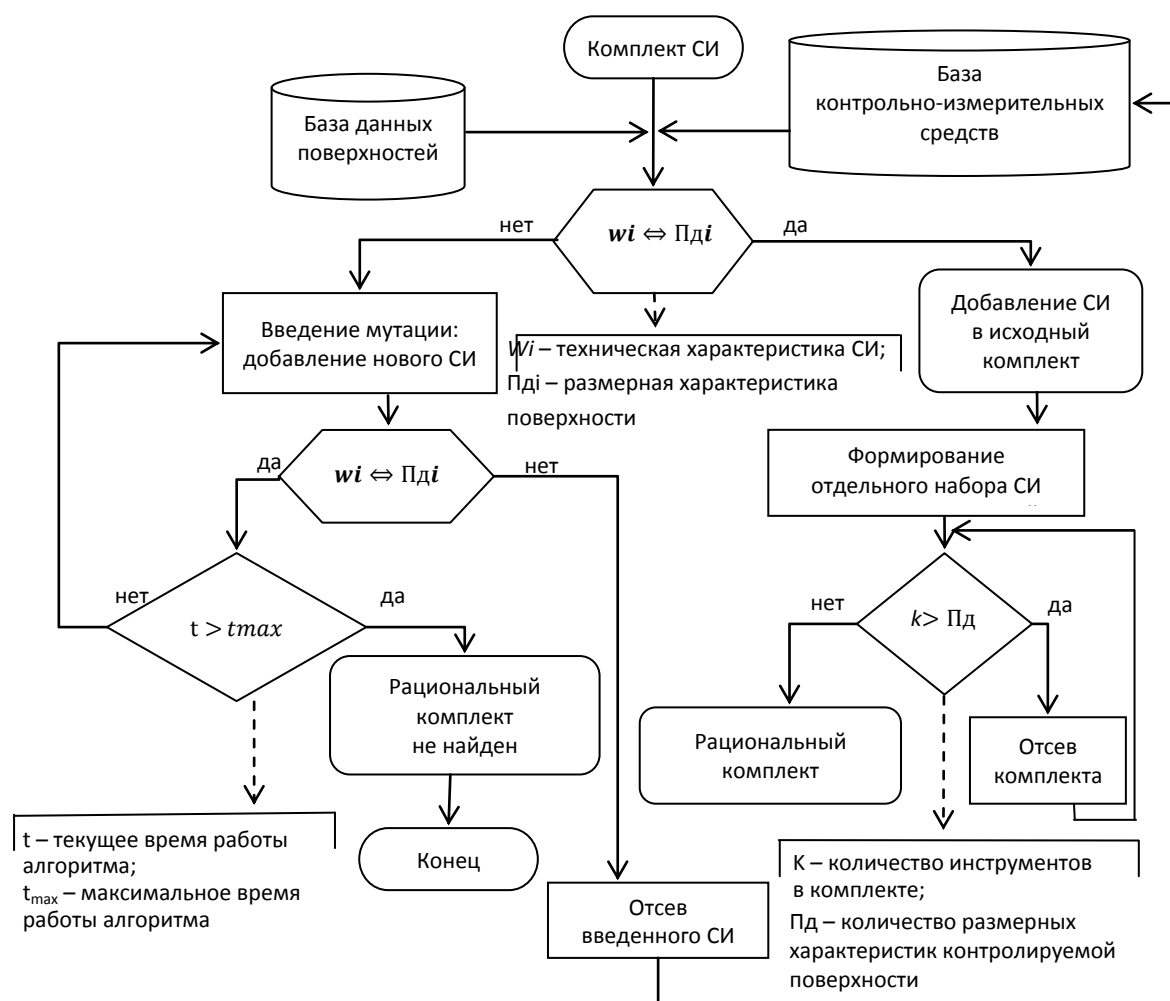 Комплект СИ
База
контрольно-измерительных
средств
База данных
поверхностей
нет
wi ⇔ Пдi
да
Введение мутации:
добавление нового СИ
Wi – техническая характеристика СИ;
Пдi – размерная характеристика
поверхности
Добавление СИ
в исходный
комплект
да
wi ⇔ Пдi
нет
Формирование
отдельного набора СИ
нет
t > tmax
да
нет
k> Пд
да
Рациональный
комплект
не найден
Рациональный
комплект
Отсев
комплекта
t – текущее время работы
алгоритма;
tmax – максимальное время
работы алгоритма
Конец
K – количество инструментов
в комплекте;
Пд – количество размерных
характеристик контролируемой
поверхности
Отсев
введенного СИ